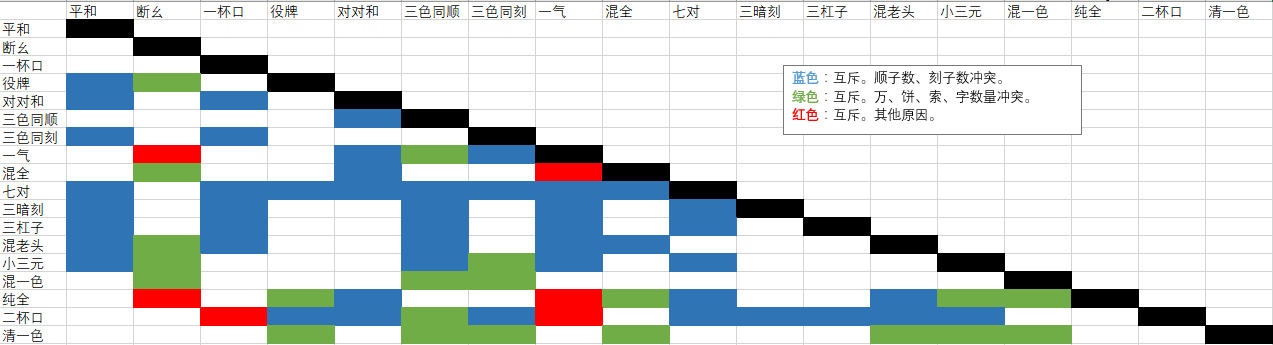 平和 断幺 一杯口 役牌 对对和 三色同顺 三色同刻 一气 混全 七对 三暗刻 三杠子 混老头 小三元 混一色 纯全 二杯口 清一色
平和
断幺
一杯口
役牌
对对和
三色同顺
三色同刻
一气
混全
七对
三暗刻
三杠子
混老头
小三元
混一色
纯全
二杯口
清一色
蓝色：互斥。顺子数、刻子数冲突。
绿色：互斥。万、饼、索、字数量冲突。
红色：互斥。其他原因。